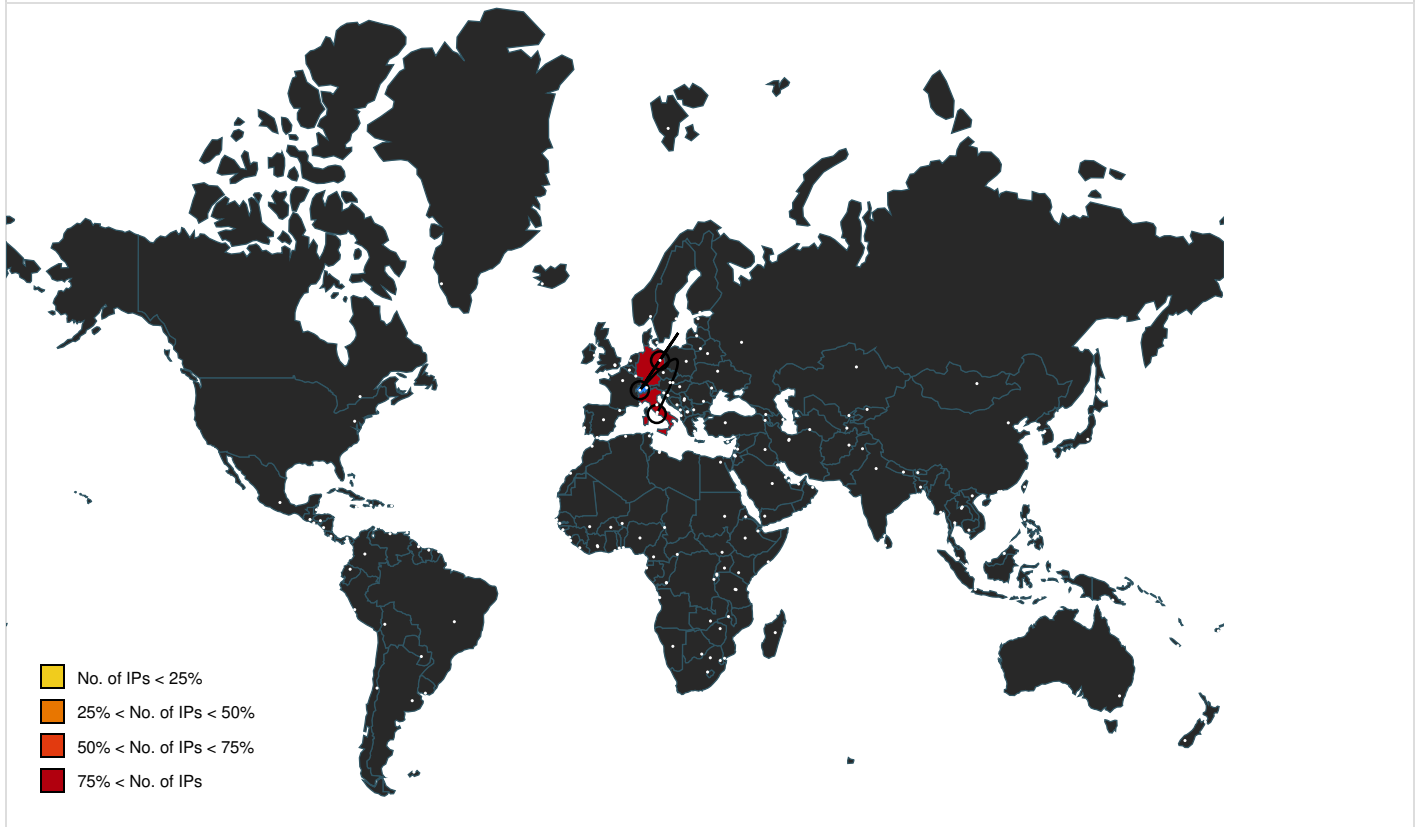 No. of IPs < 25%
25% < No. of IPs < 50%
50% < No. of IPs < 75%
75% < No. of IPs